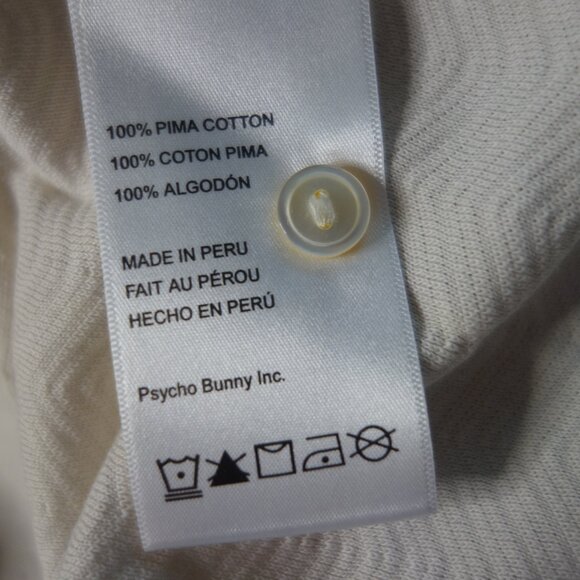 100% PIMA COTTON
100% COTON PIMA
100% ALGODÓN
MADE IN PERU
FAIT AU PÉROU
HECHO EN PERÚ
Psycho Bunny Inc.